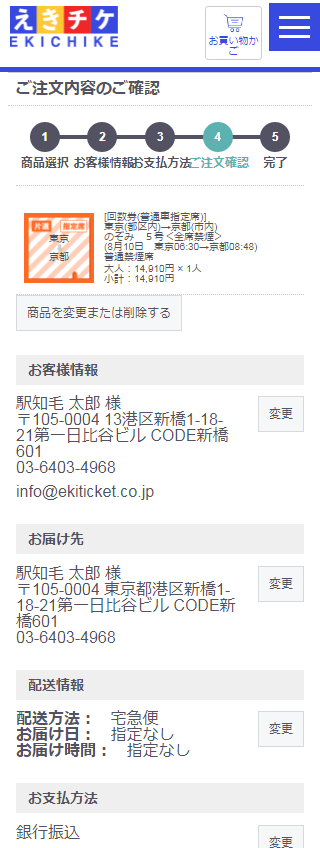 えきチケ
EKICHIKE
お買い物か
ご
ご注文内容のご確認
1 2 3 4 5
商品選択 お客様情報 お支払方法 ご注文確認 完了
片道 指定席
東京
京都
[回数券(普通車指定席)]
東京(都区内)→京都(市内)
のぞみ 5号<全席禁煙>
(8月10日 東京06:30→京都08:48)
普通禁煙席
大人：14,910円 × 1人
小計：14,910円
商品を変更または削除する
お客様情報
駅知毛 太郎 様
〒105-0004 13港区新橋1-18-
21第一日比谷ビル CODE新橋
601
03-6403-4968
info@ekiticket.co.jp
変更
お届け先
駅知毛 太郎 様
〒105-0004 東京都港区新橋1-
18-21第一日比谷ビル CODE新
橋601
03-6403-4968
変更
配送情報
配送方法： 宅急便
お届け日： 指定なし
お届け時間： 指定なし
変更
お支払方法
銀行振込
変更